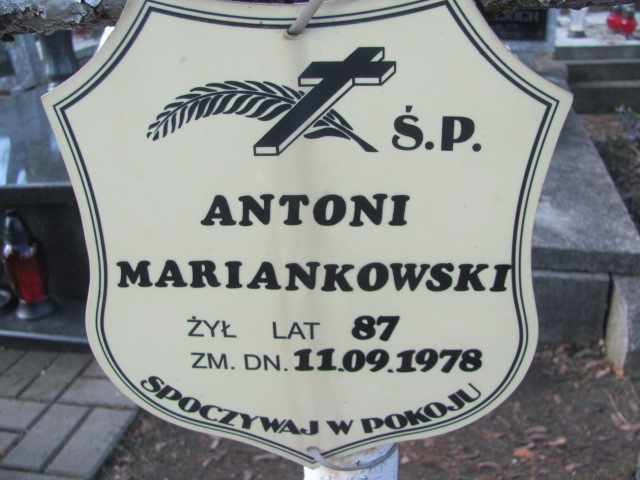 Ś.P.
ANTONI
MARIANKOWSKI
ŻYŁ LAT 87
ZM. DN. 11.09.1978
SPOCZYWAJ W POKOJU